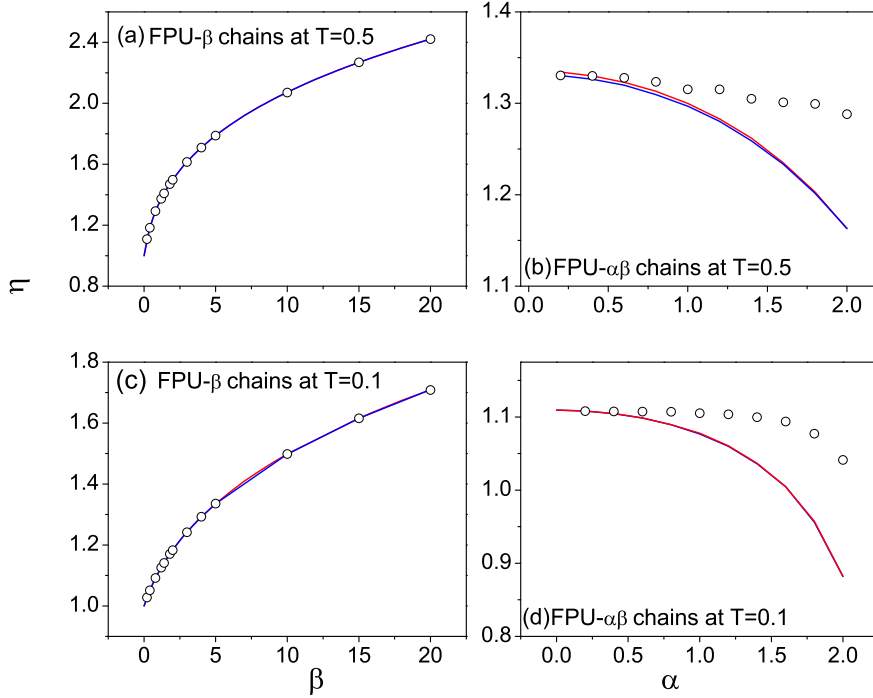 (a) FPU-β chains at T=0.5
2.4
2.0
1.6
1.2
0.8
0 5 10 15 20
1.4
1.3
1.2
1.1
(b) FPU-αβ chains at T=0.5
0.0 0.5 1.0 1.5 2.0
η
(c) FPU-β chains at T=0.1
1.8
1.6
1.4
1.2
1.0
0 5 10 15 20
β
1.1
1.0
0.9
0.8
(d) FPU-αβ chains at T=0.1
0.0 0.5 1.0 1.5 2.0
α